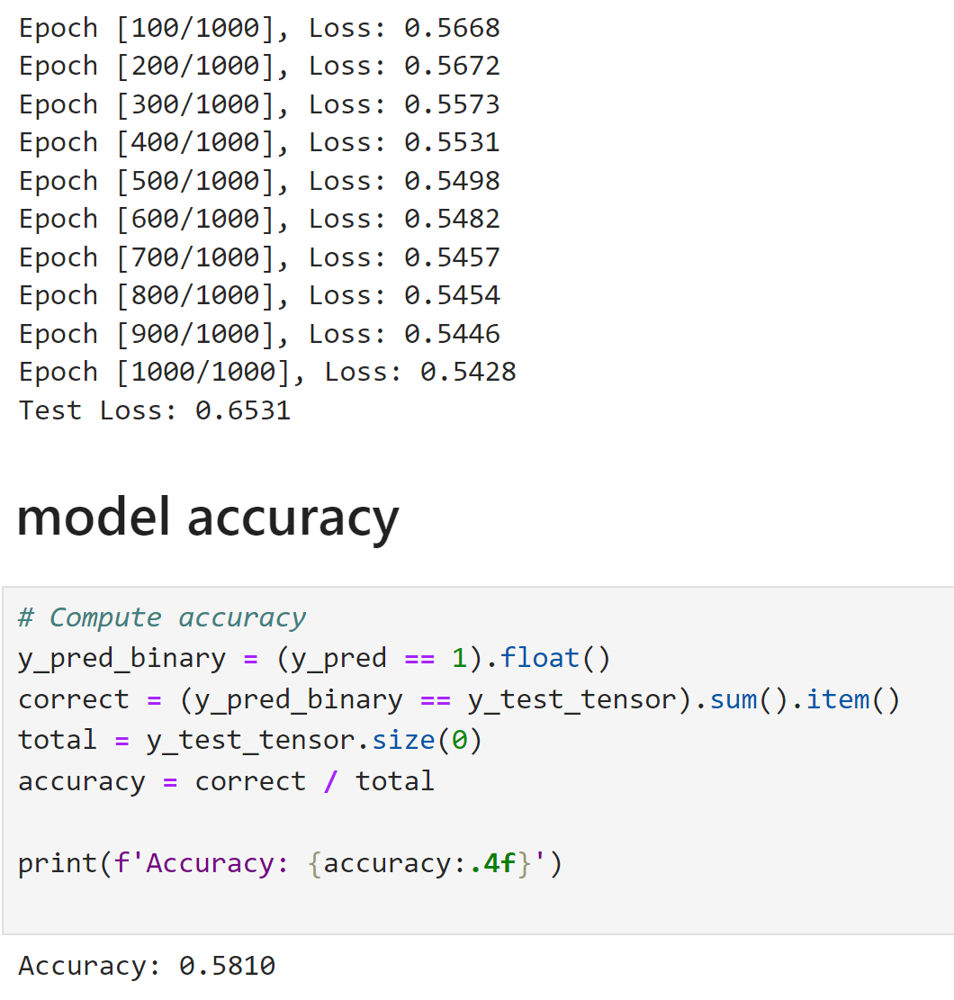 Epoch [100/1000], Loss: 0.5668
Epoch [200/1000], Loss: 0.5672
Epoch [300/1000], Loss: 0.5573
Epoch [400/1000], Loss: 0.5531
Epoch [500/1000], Loss: 0.5498
Epoch [600/1000], Loss: 0.5482
Epoch [700/1000], Loss: 0.5457
Epoch [800/1000], Loss: 0.5454
Epoch [900/1000], Loss: 0.5446
Epoch [1000/1000], Loss: 0.5428
Test Loss: 0.6531
model accuracy
# Compute accuracy
y_pred_binary = (y_pred == 1).float()
correct = (y_pred_binary == y_test_tensor).sum().item()
total = y_test_tensor.size(0)
accuracy = correct / total
print(f'Accuracy: {accuracy:.4f}')
Accuracy: 0.5810